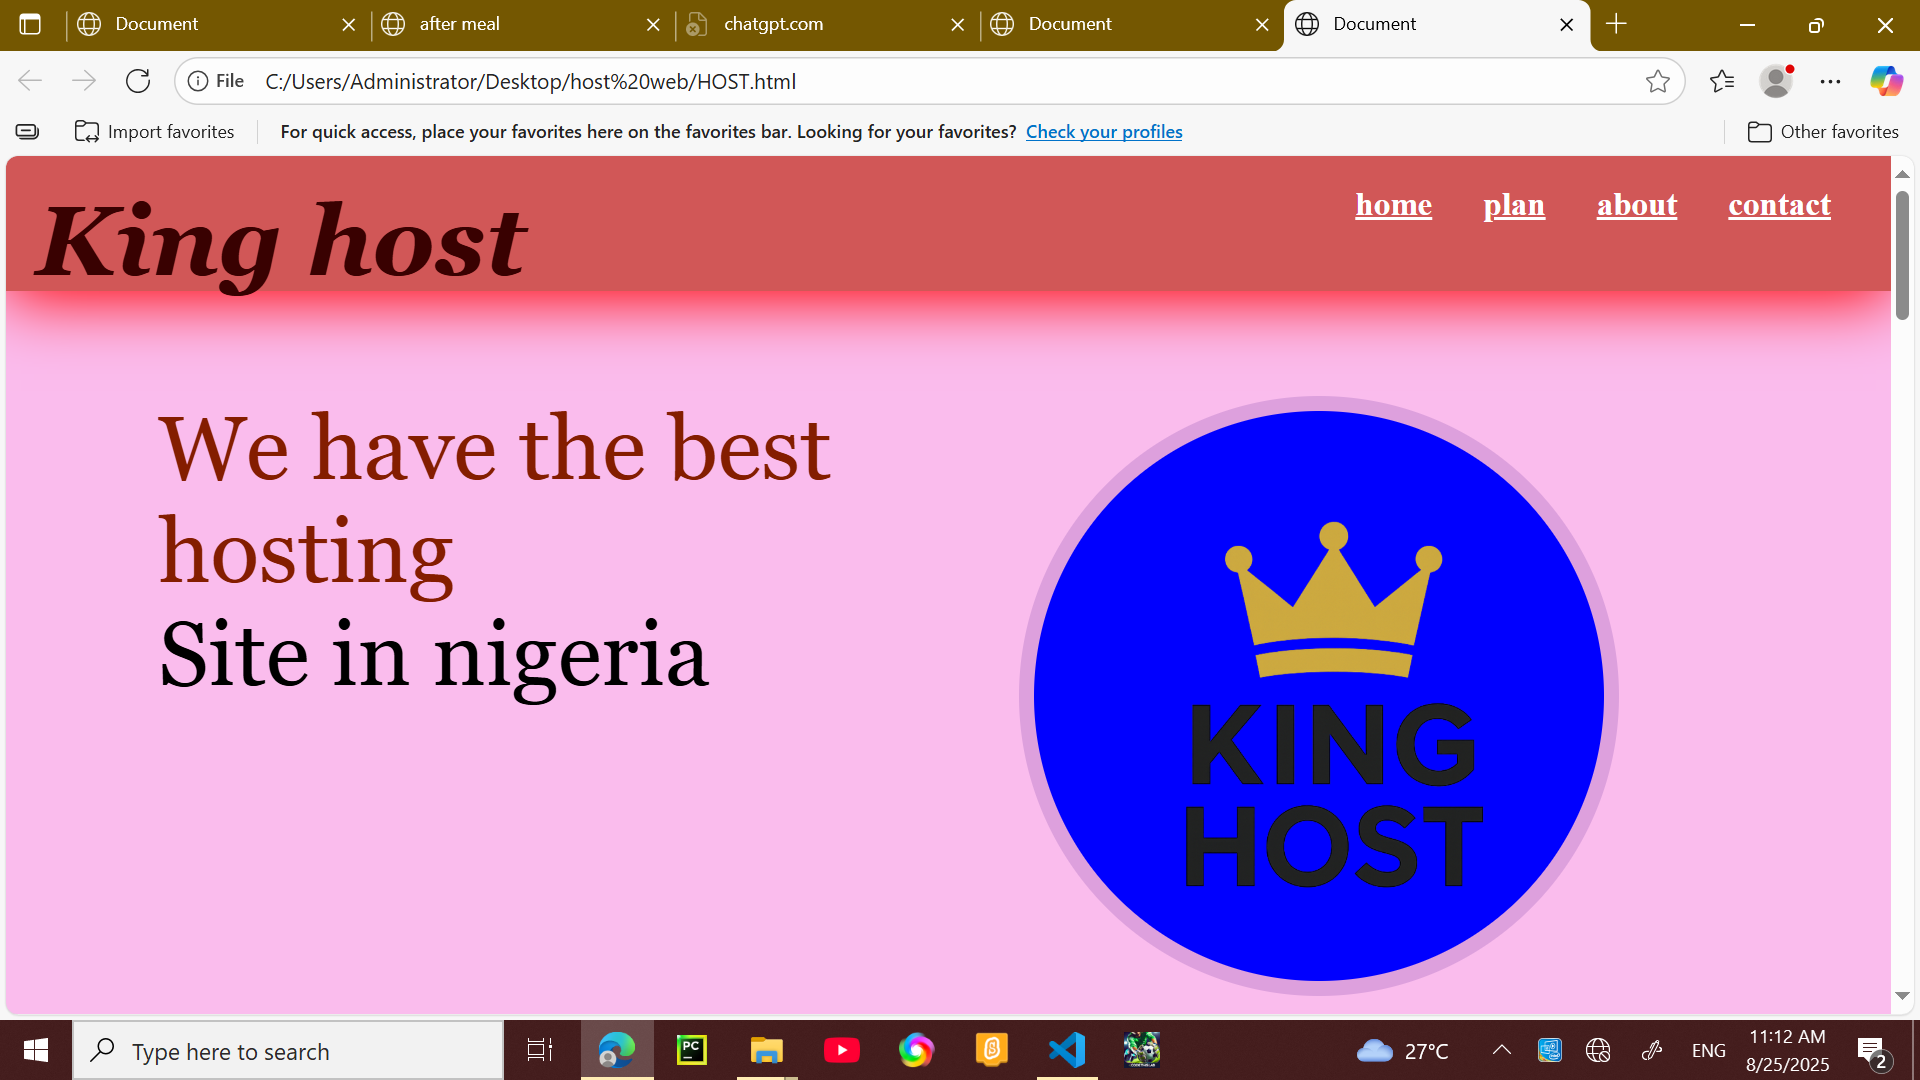 Document
after meal
chatgpt.com
Document
Document
File
C:/Users/Administrator/Desktop/host%20web/HOST.html
Import favorites
For quick access, place your favorites here on the favorites bar. Looking for your favorites? Check your profiles
Other favorites
King host
home
plan
about
contact
We have the best
hosting
Site in nigeria
KING
HOST
Type here to search
PC
27°C
ENG
11:12 AM
8/25/2025
2